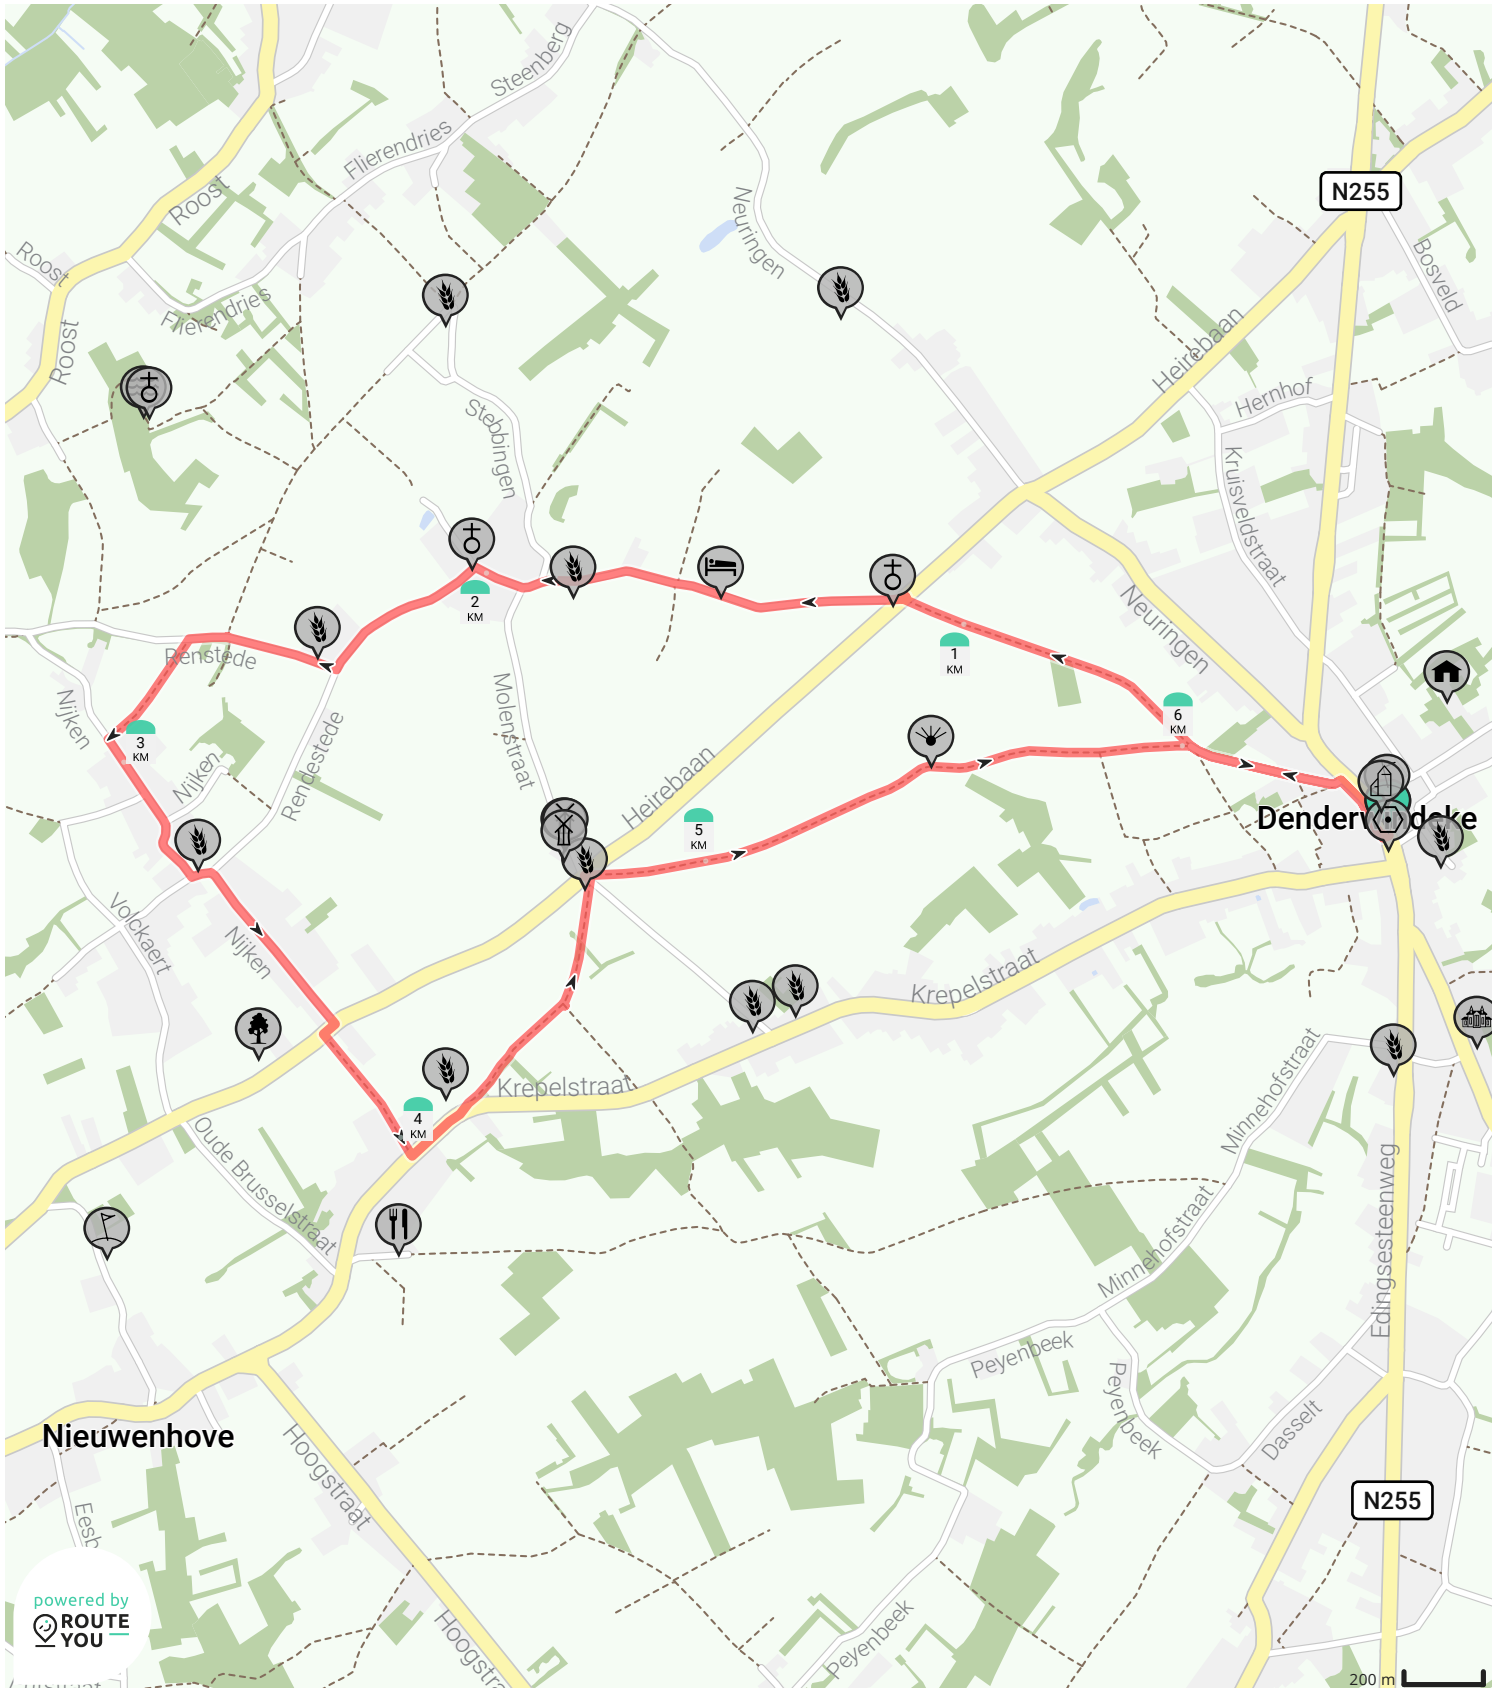 Steenberg
Flierendries
Roost
N255
Neuringen
Roost
Bosveld
Flierendries
Roost
Heirebaan
Hernhof
Stebbingen
Kruisveldstraat
2
KM
Neuringen
1
KM
Renstede
Molenstraat
Nijken
6
KM
3
KM
Rendestede
Nijken
Heirebaan
5
KM
Volckaert
Nijken
Krepelstraat
Minnehofstraat
Krepelstraat
4
KM
Oude Brusselstraat
Edingsesteenweg
Minnehofstraat
Peyenbeek
Peyenbeek
Dasselt
Nieuwenhove
Hoogstraat
N255
Eesb
powered by
ROUTE
YOU
Peyenbeek
Hoogstra
200 m